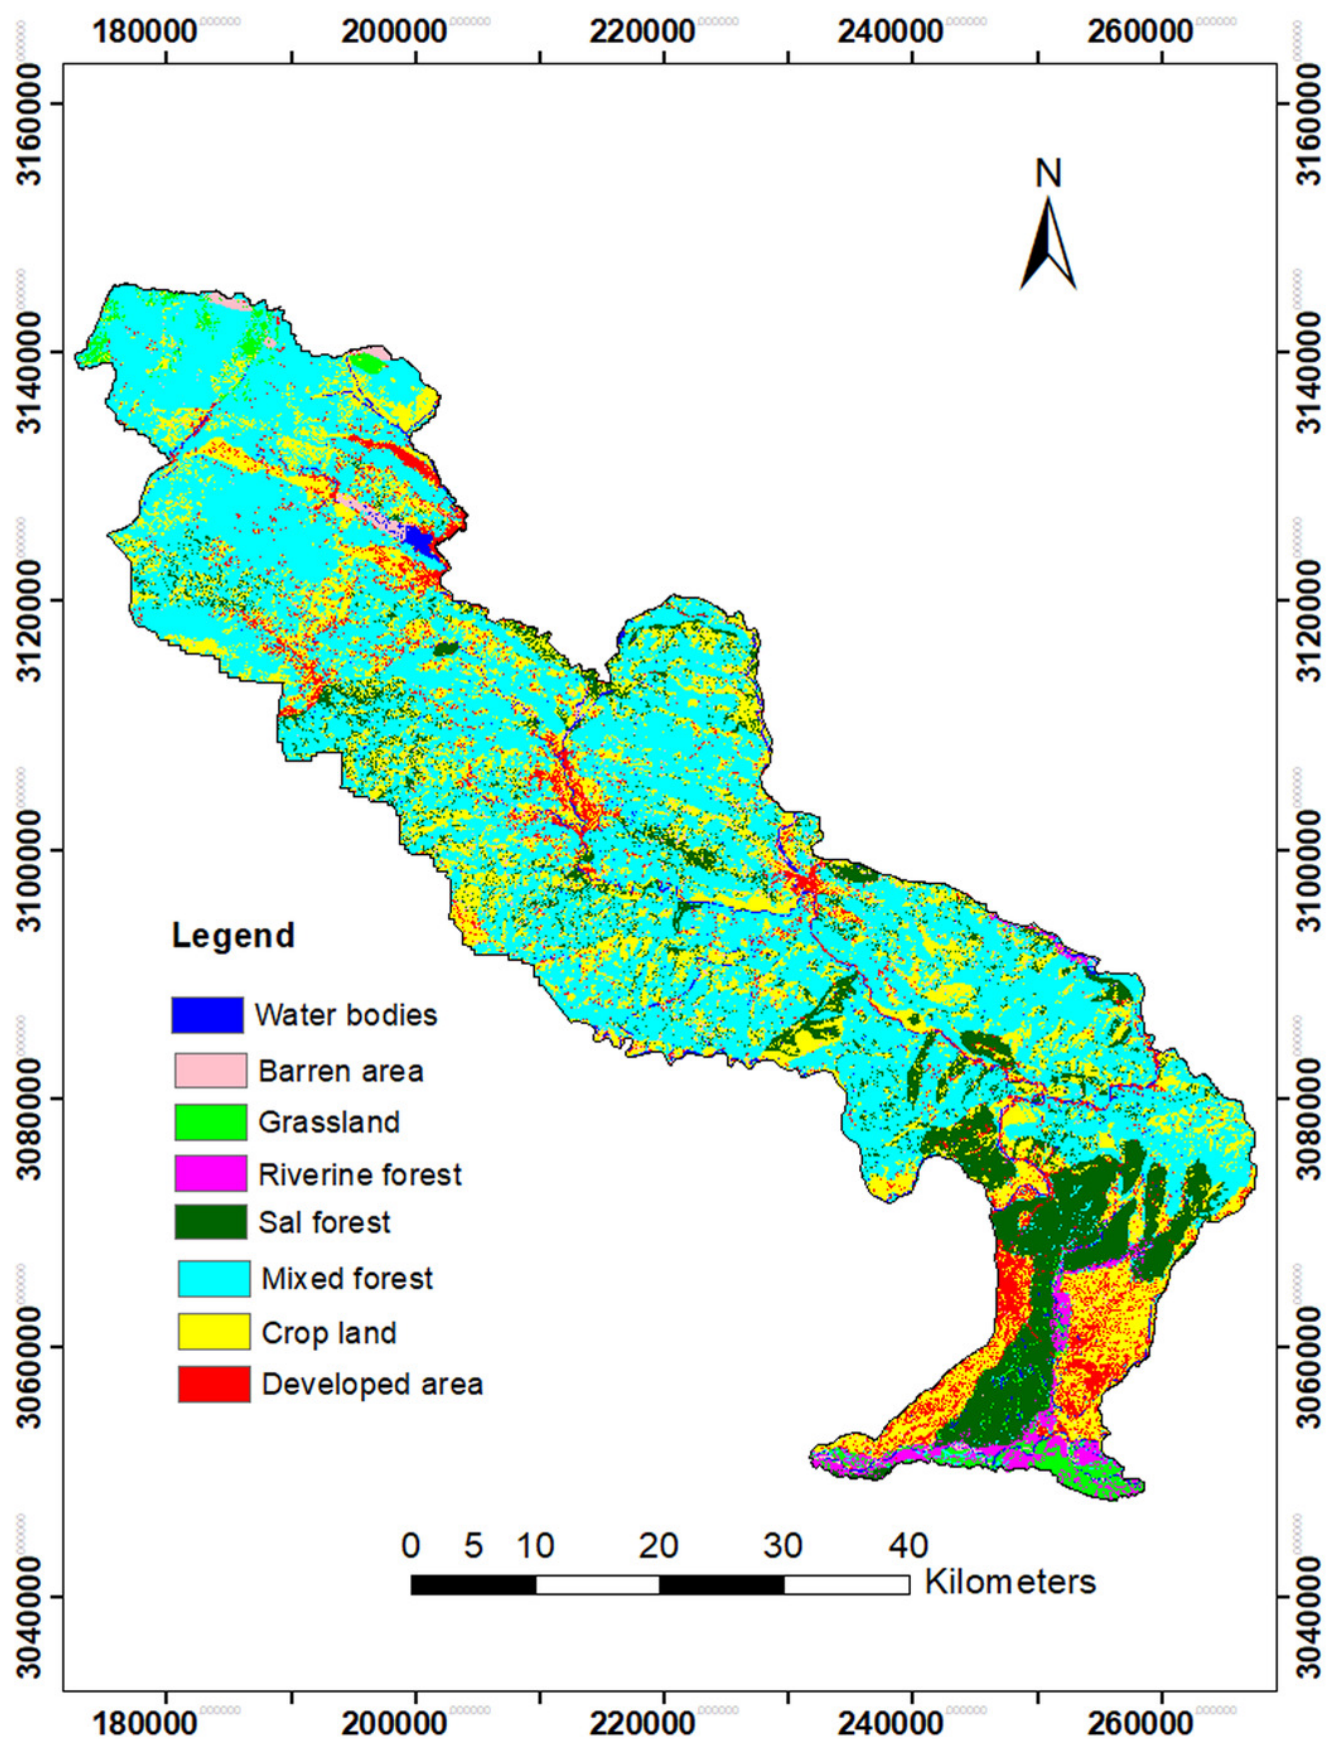 180000 200000 220000 240000 260000
3160000 3160000
N
3140000 3140000
3120000 3120000
3100000 3100000
Legend
Water bodies
Barren area
Grassland
3080000 3080000
Riverine forest
Sal forest
Mixed forest
Crop land
3060000 3060000
Developed area
0 5 10 20 30 40
Kilometers
3040000 3040000
180000 200000 220000 240000 260000